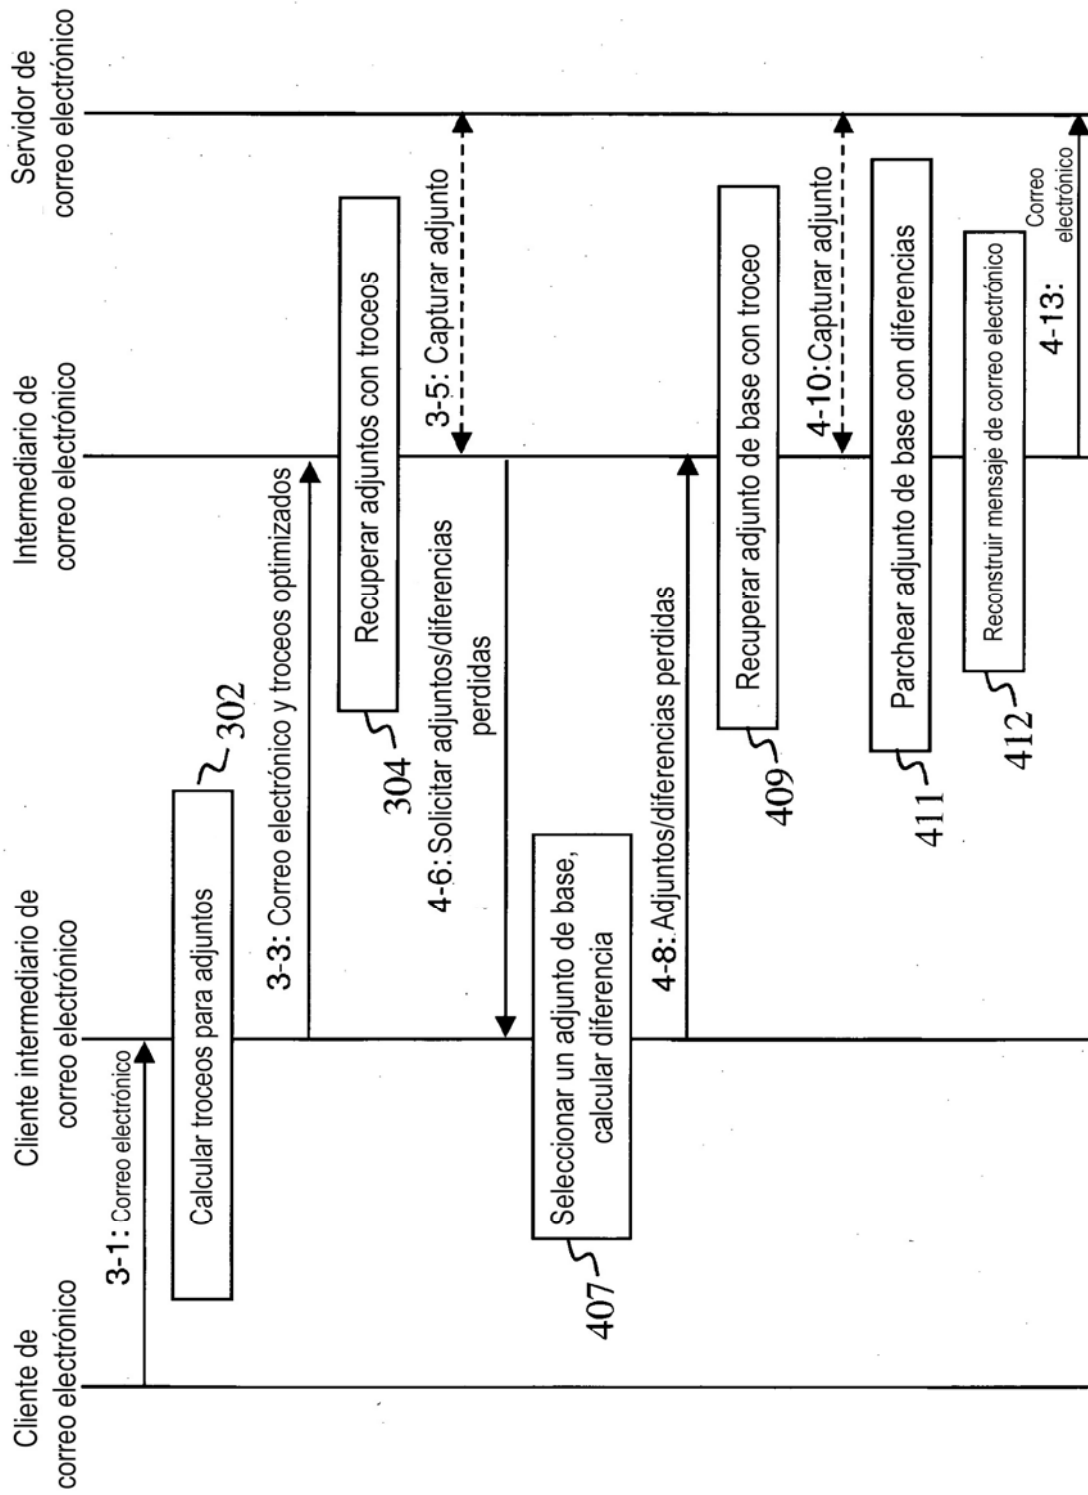 Cliente de
correo electrónico
Cliente intermediario de
correo electrónico
Intermediario de
correo electrónico
Servidor de
correo electrónico
3-1: Correo electrónico
Calcular troceos para adjuntos
302
3-3: Correo electrónico y troceos optimizados
Recuperar adjuntos con troceos
304
3-5: Capturar adjunto
4-6: Solicitar adjuntos/diferencias
perdidas
Seleccionar un adjunto de base,
calcular diferencia
407
4-8: Adjuntos/diferencias perdidas
Recuperar adjunto de base con troceo
409
4-10: Capturar adjunto
Parchear adjunto de base con diferencias
411
Reconstruir mensaje de correo electrónico
412
4-13: Correo
electrónico